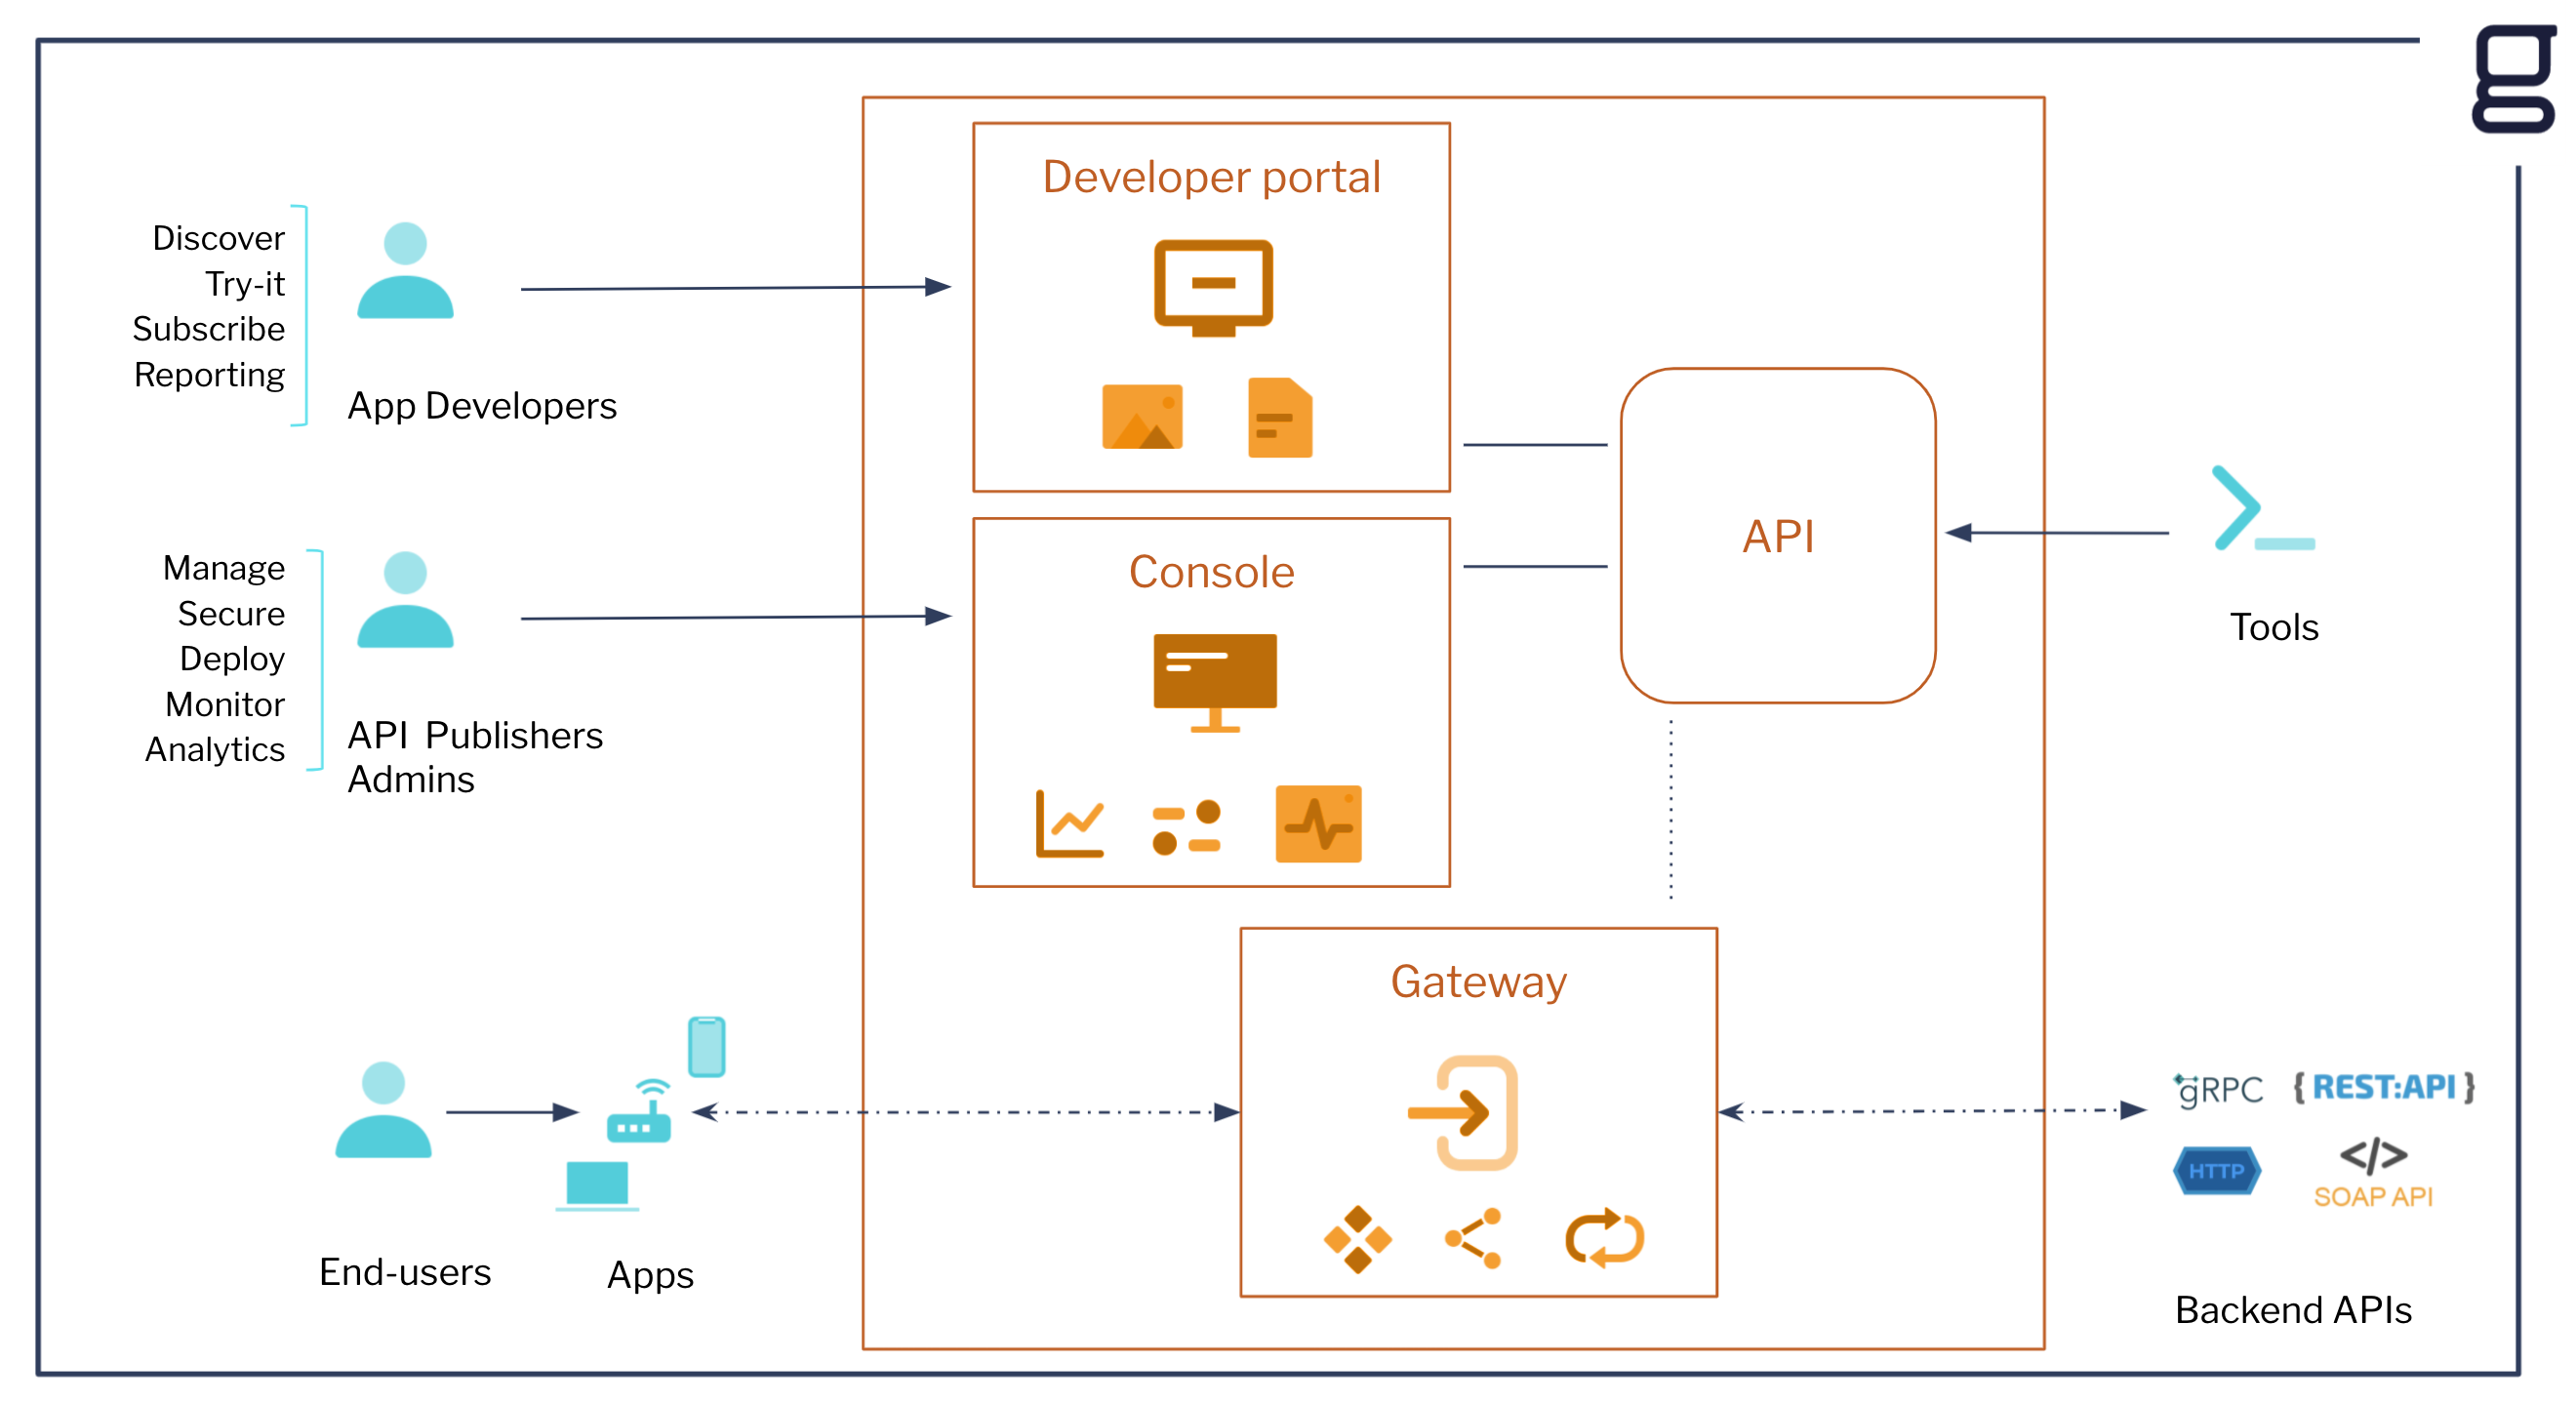 Developer portal
Discover
Try-it
Subscribe
Reporting
App Developers
API
Tools
Console
Manage
Secure
Deploy
Monitor
Analytics
API  Publishers
Admins
Gateway
End-users
Apps
gRPC
{ REST:API }
HTTP
</>
SOAP API
Backend APIs
g